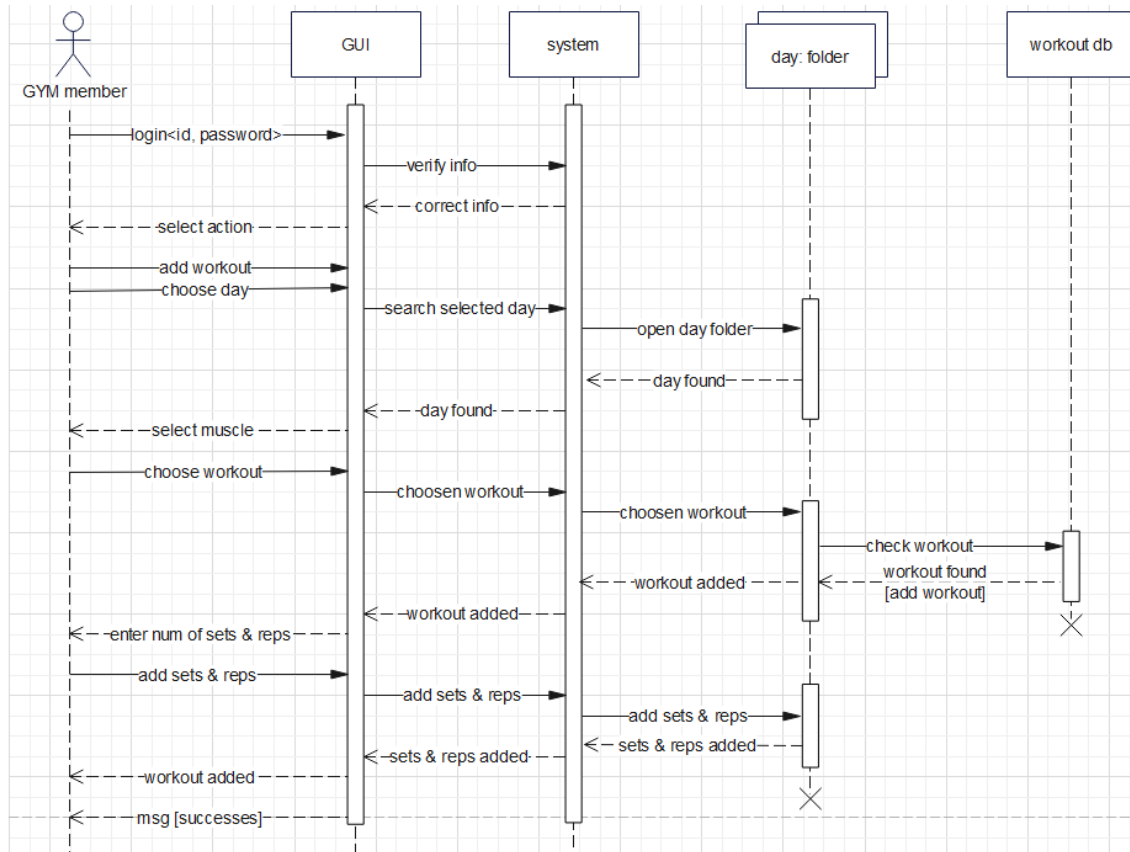 GUI
system
day: folder
workout db
GYM member
login<id, password>
verify info
correct info
select action
add workout
choose day
search selected day
open day folder
day found
day found
select muscle
choose workout
choosen workout
choosen workout
check workout
workout found
[add workout]
workout added
workout added
enter num of sets & reps
add sets & reps
add sets & reps
add sets & reps
sets & reps added
sets & reps added
workout added
msg [successes]